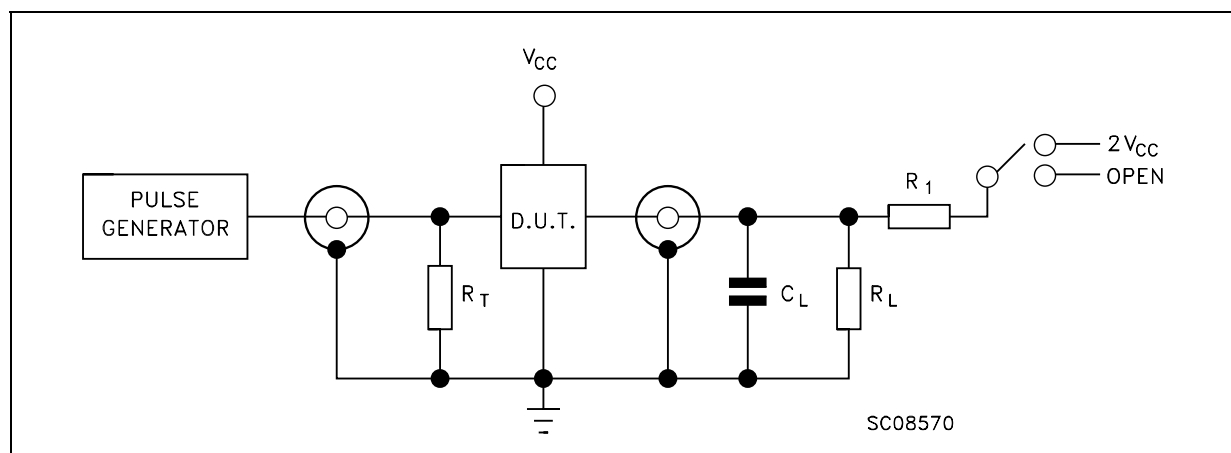 VCC
2VCC
OPEN
R1
PULSE
GENERATOR
D.U.T.
RT
CL
RL
SC08570